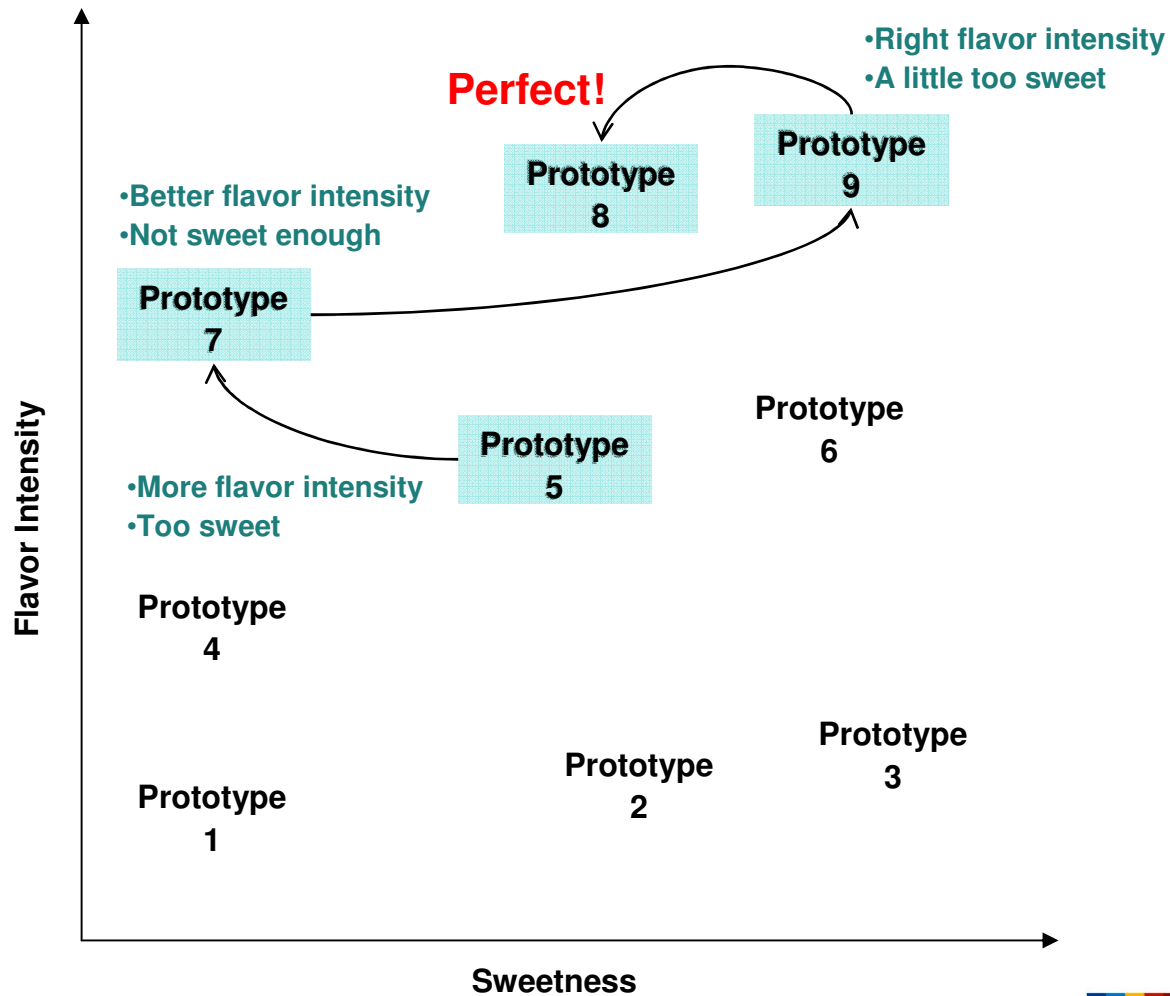 •Right flavor intensity
•A little too sweet
Perfect!
Prototype
9
Prototype
8
•Better flavor intensity
•Not sweet enough
Prototype
7
Prototype
6
Prototype
5
•More flavor intensity
•Too sweet
Flavor Intensity
Prototype
4
Prototype
3
Prototype
2
Prototype
1
Sweetness